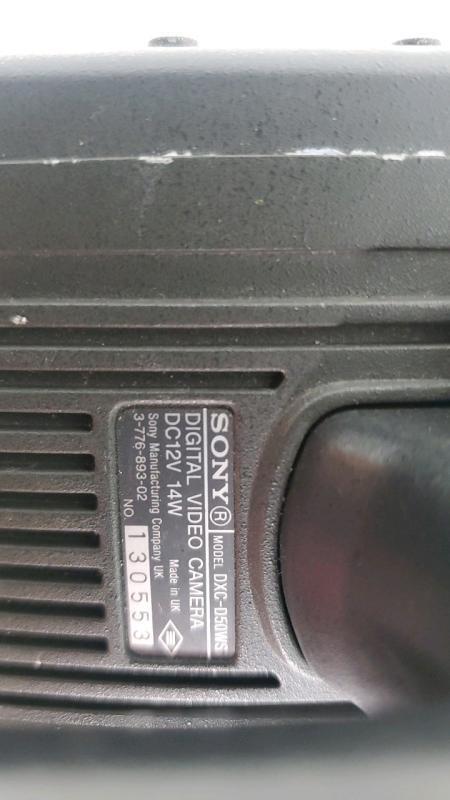 SONY® MODEL DXC-D50WS
DIGITAL VIDEO CAMERA
DC12V 14W Made in UK
Sony Manufacturing Company UK
3-776-893-02 NO. 130553